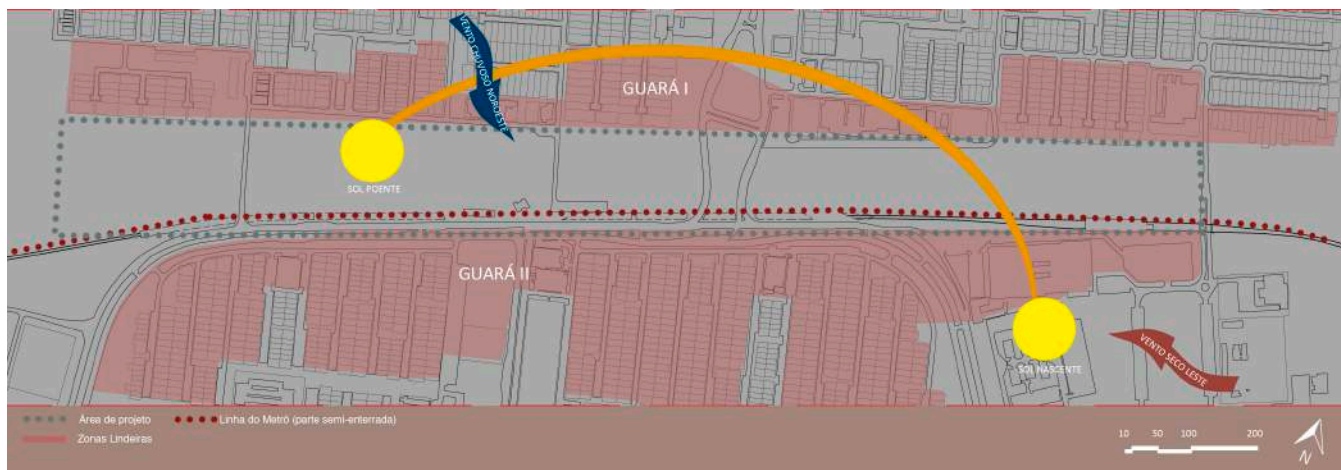 VENTO CHUVOSO NOROESTE
GUARÁ I
SOL POENTE
GUARÁ II
SOL NASCENTE
VENTO SECO LESTE
Área de projeto
Linha do Metrô (parte semi-enterrada)
Zonas Lindeiras
10 50 100 200
N